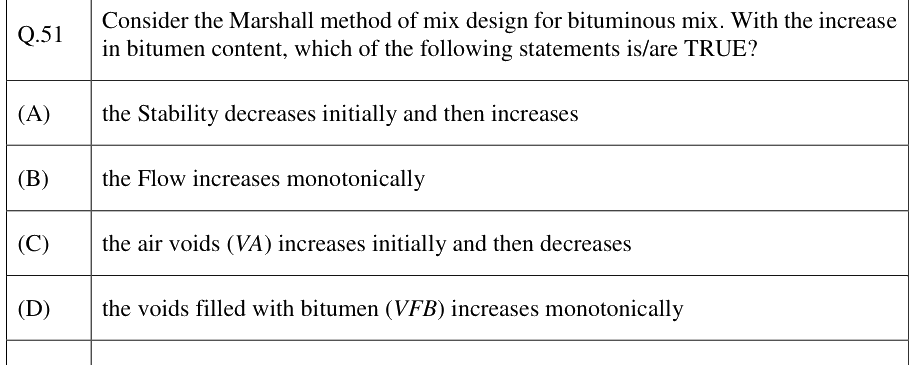 Q.51
Consider the Marshall method of mix design for bituminous mix. With the increase
in bitumen content, which of the following statements is/are TRUE?
(A) the Stability decreases initially and then increases
(B) the Flow increases monotonically
(C) the air voids (VA) increases initially and then decreases
(D) the voids filled with bitumen (VFB) increases monotonically